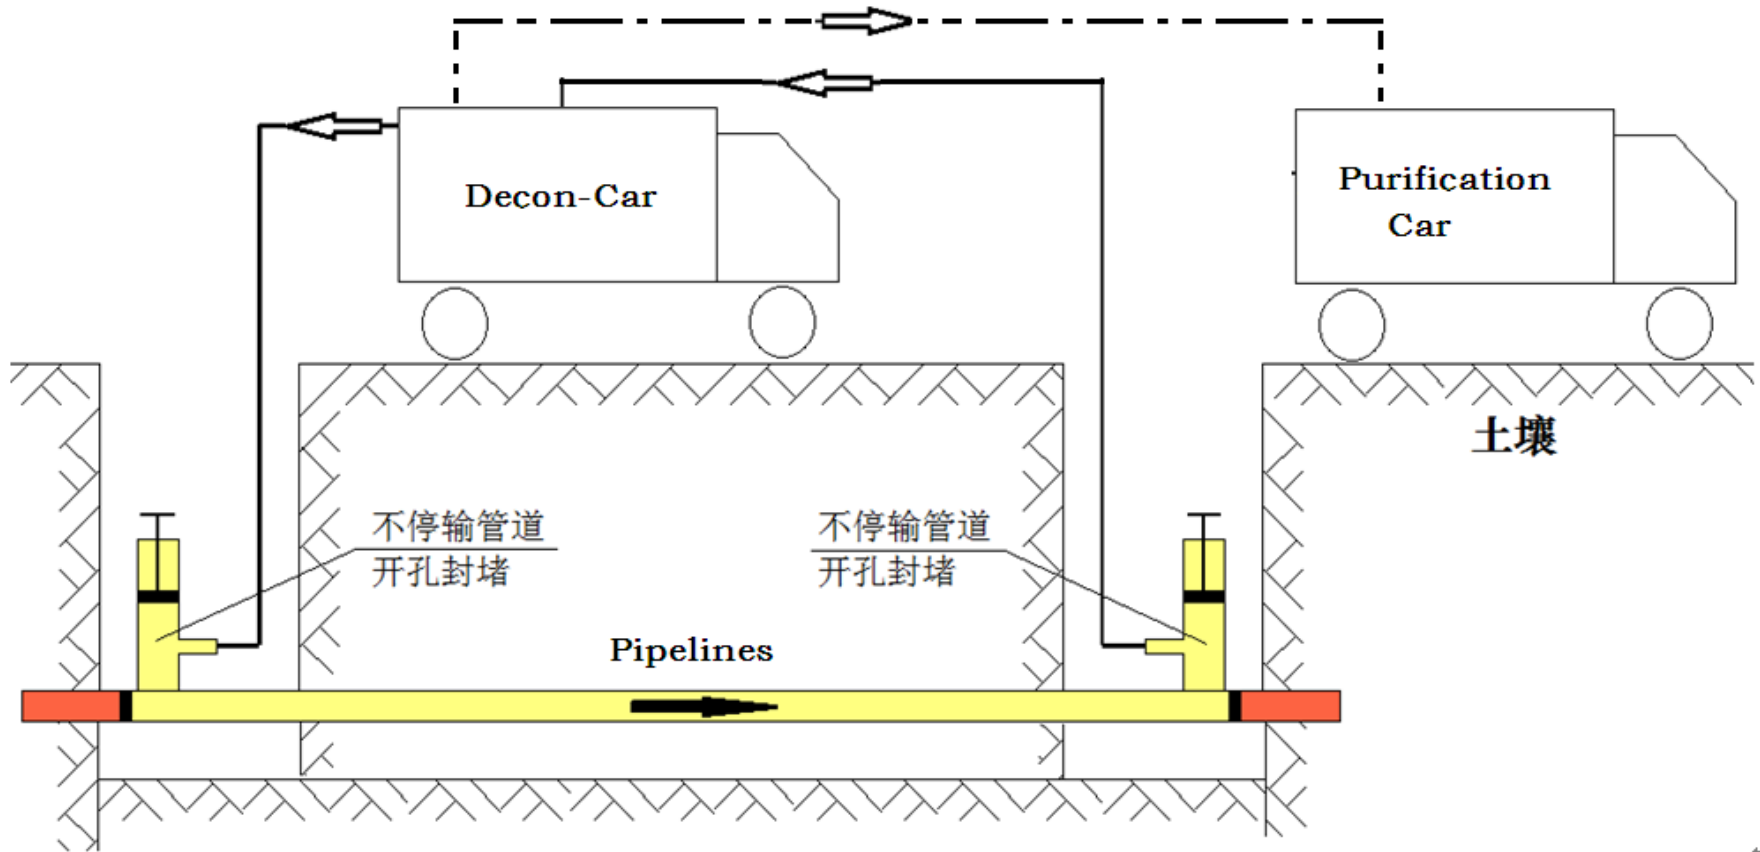 Decon-Car
Purification
Car
土壤
不停输管道
开孔封堵
不停输管道
开孔封堵
Pipelines